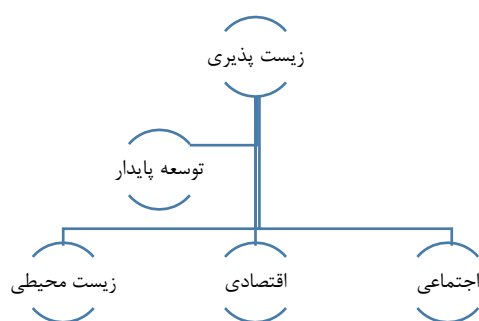 زیست پذیری
توسعه پایدار
اجتماعی
اقتصادی
زیست محیطی